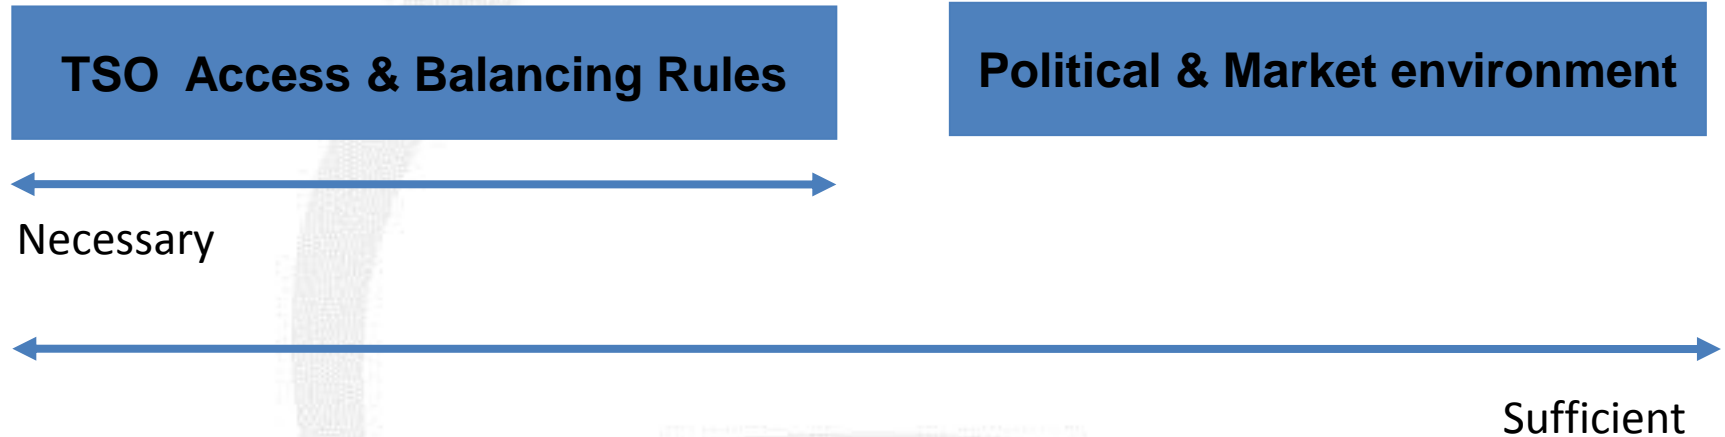 TSO Access & Balancing Rules
Political & Market environment
Necessary
Sufficient